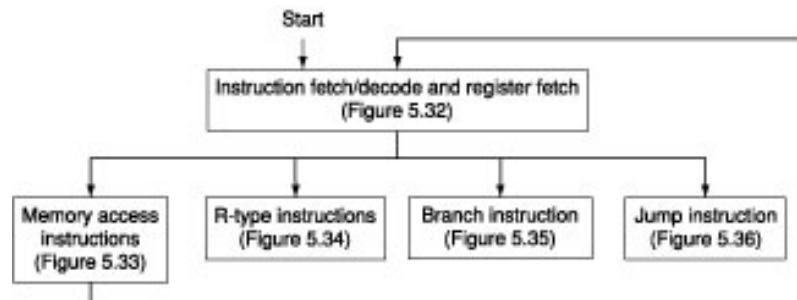 Start
Instruction fetch/decode and register fetch
(Figure 5.32)
Memory access
instructions
(Figure 5.33)
R-type instructions
(Figure 5.34)
Branch instruction
(Figure 5.35)
Jump instruction
(Figure 5.36)